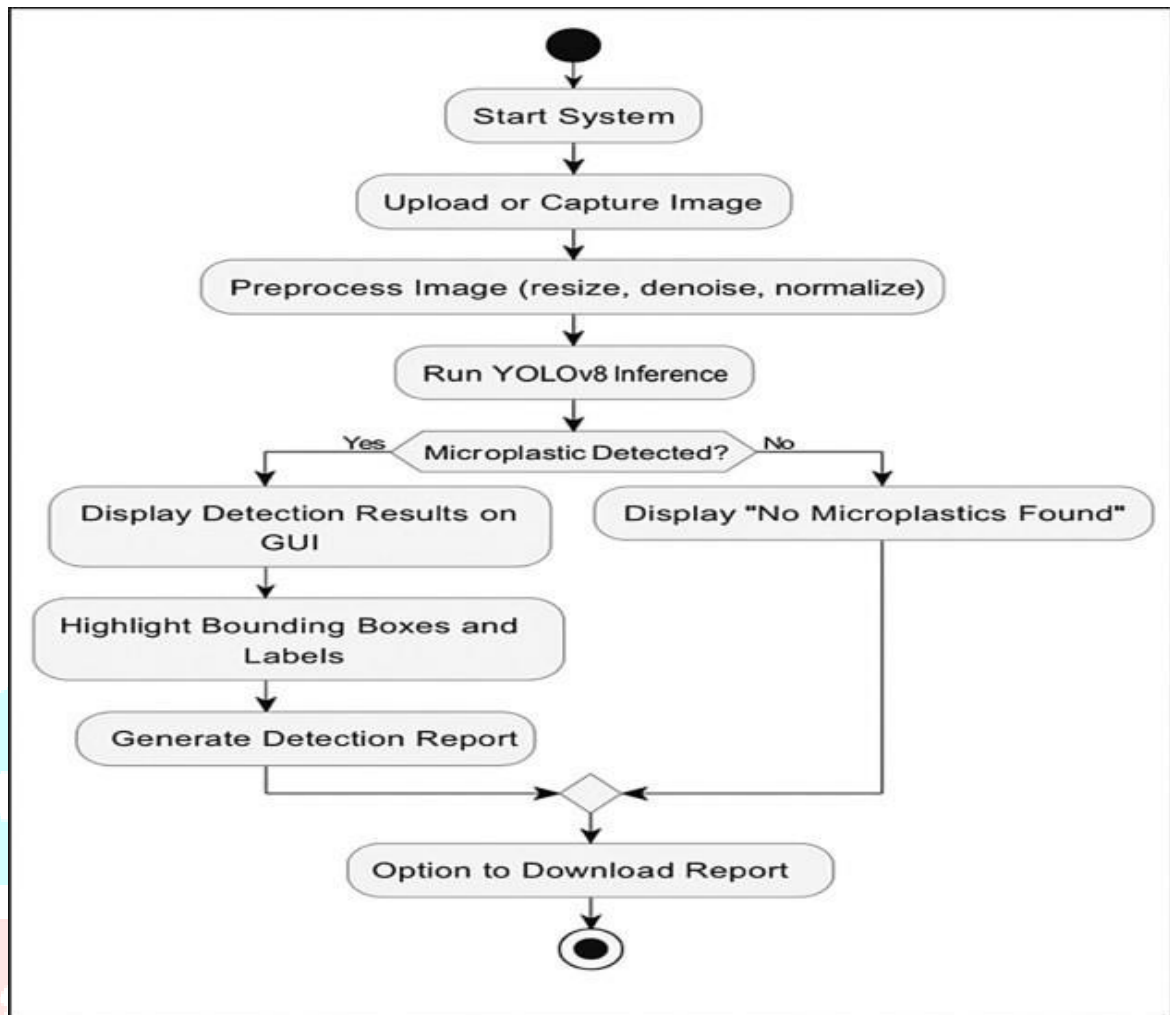 Start System
Upload or Capture Image
Preprocess Image (resize, denoise, normalize)
Run YOLOv8 Inference
Yes
Microplastic Detected?
No
Display Detection Results on
GUI
Display "No Microplastics Found"
Highlight Bounding Boxes and
Labels
Generate Detection Report
Option to Download Report